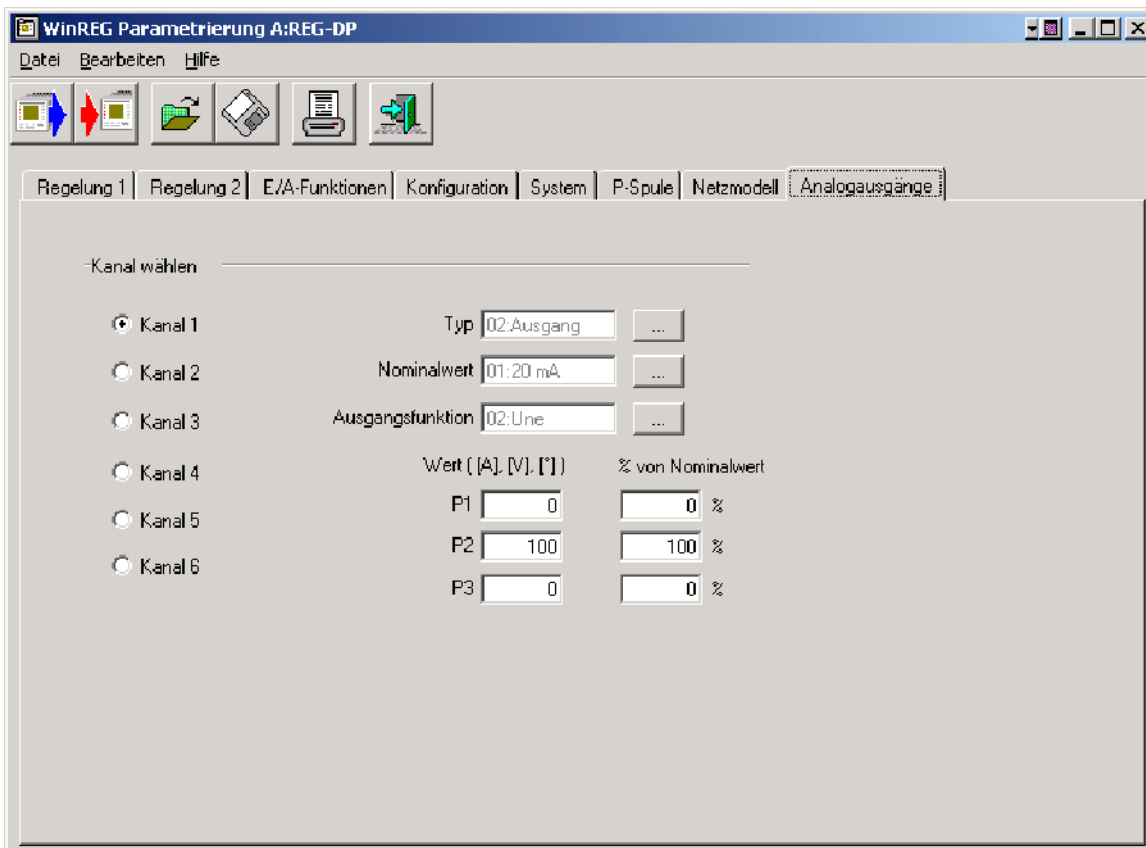 WinREG Parametrierung A:REG-DP
Datei Bearbeiten Hilfe
Regelung 1 Regelung 2 E/A-Funktionen Konfiguration System P-Spule Netzmodell Analogausgänge
Kanal wählen
Kanal 1 Typ 02:Ausgang ...
Kanal 2 Nominalwert 01:20 mA ...
Kanal 3 Ausgangsfunktion 02:Une ...
Kanal 4 Wert ( [A], [V], [°] ) % von Nominalwert
P1 0 0 %
Kanal 5
P2 100 100 %
Kanal 6
P3 0 0 %